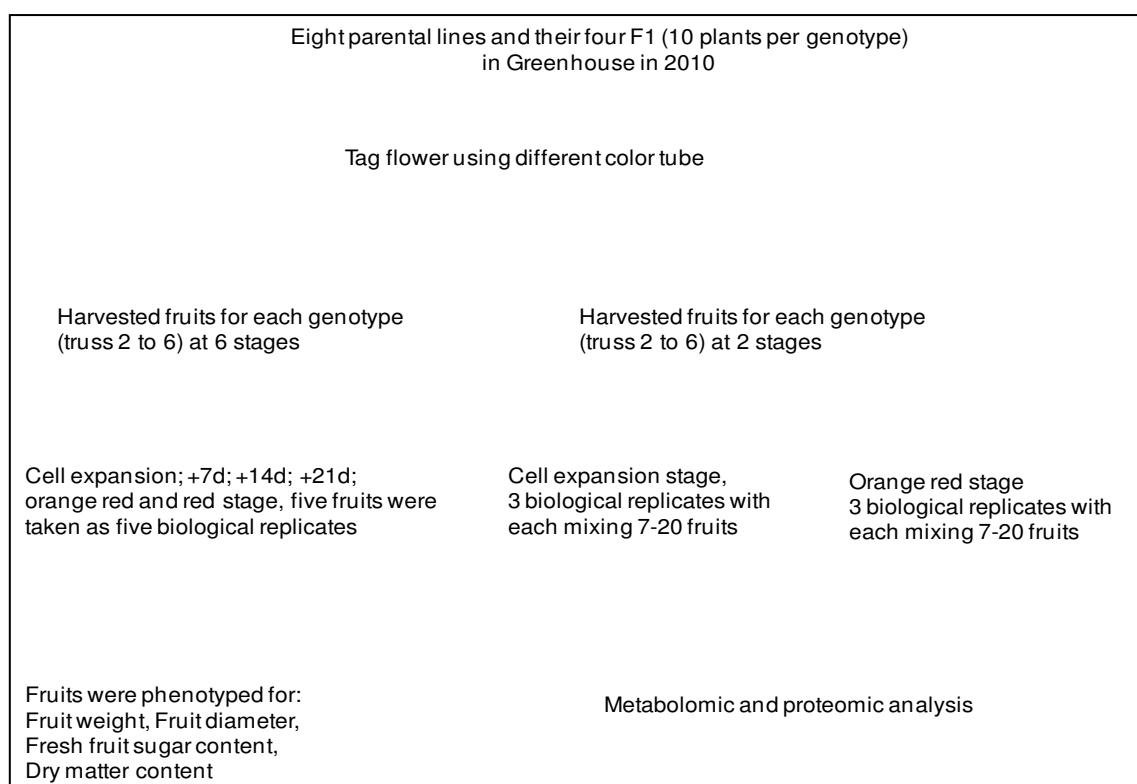 Eight parental lines and their four F1 (10 plants per genotype)
in Greenhouse in 2010
Tag flower using different color tube
Harvested fruits for each genotype
(truss 2 to 6) at 6 stages
Harvested fruits for each genotype
(truss 2 to 6) at 2 stages
Cell expansion; +7d; +14d; +21d;
orange red and red stage, five fruits were
taken as five biological replicates
Cell expansion stage,
3 biological replicates with
each mixing 7-20 fruits
Orange red stage
3 biological replicates with
each mixing 7-20 fruits
Fruits were phenotyped for:
Fruit weight, Fruit diameter,
Fresh fruit sugar content,
Dry matter content
Metabolomic and proteomic analysis